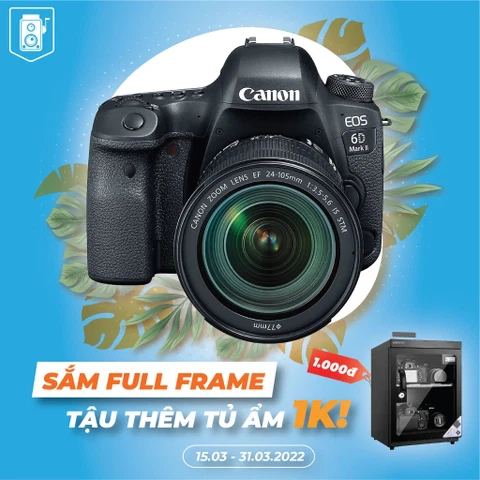 Canon
EOS
6D
Mark II
CANON ZOOM LENS EF 24-105mm 1:3.5-5.6 IS STM
φ77mm
1.000đ
SẮM FULL FRAME
TẬU THÊM TỦ ẨM 1K!
15.03 - 31.03.2022